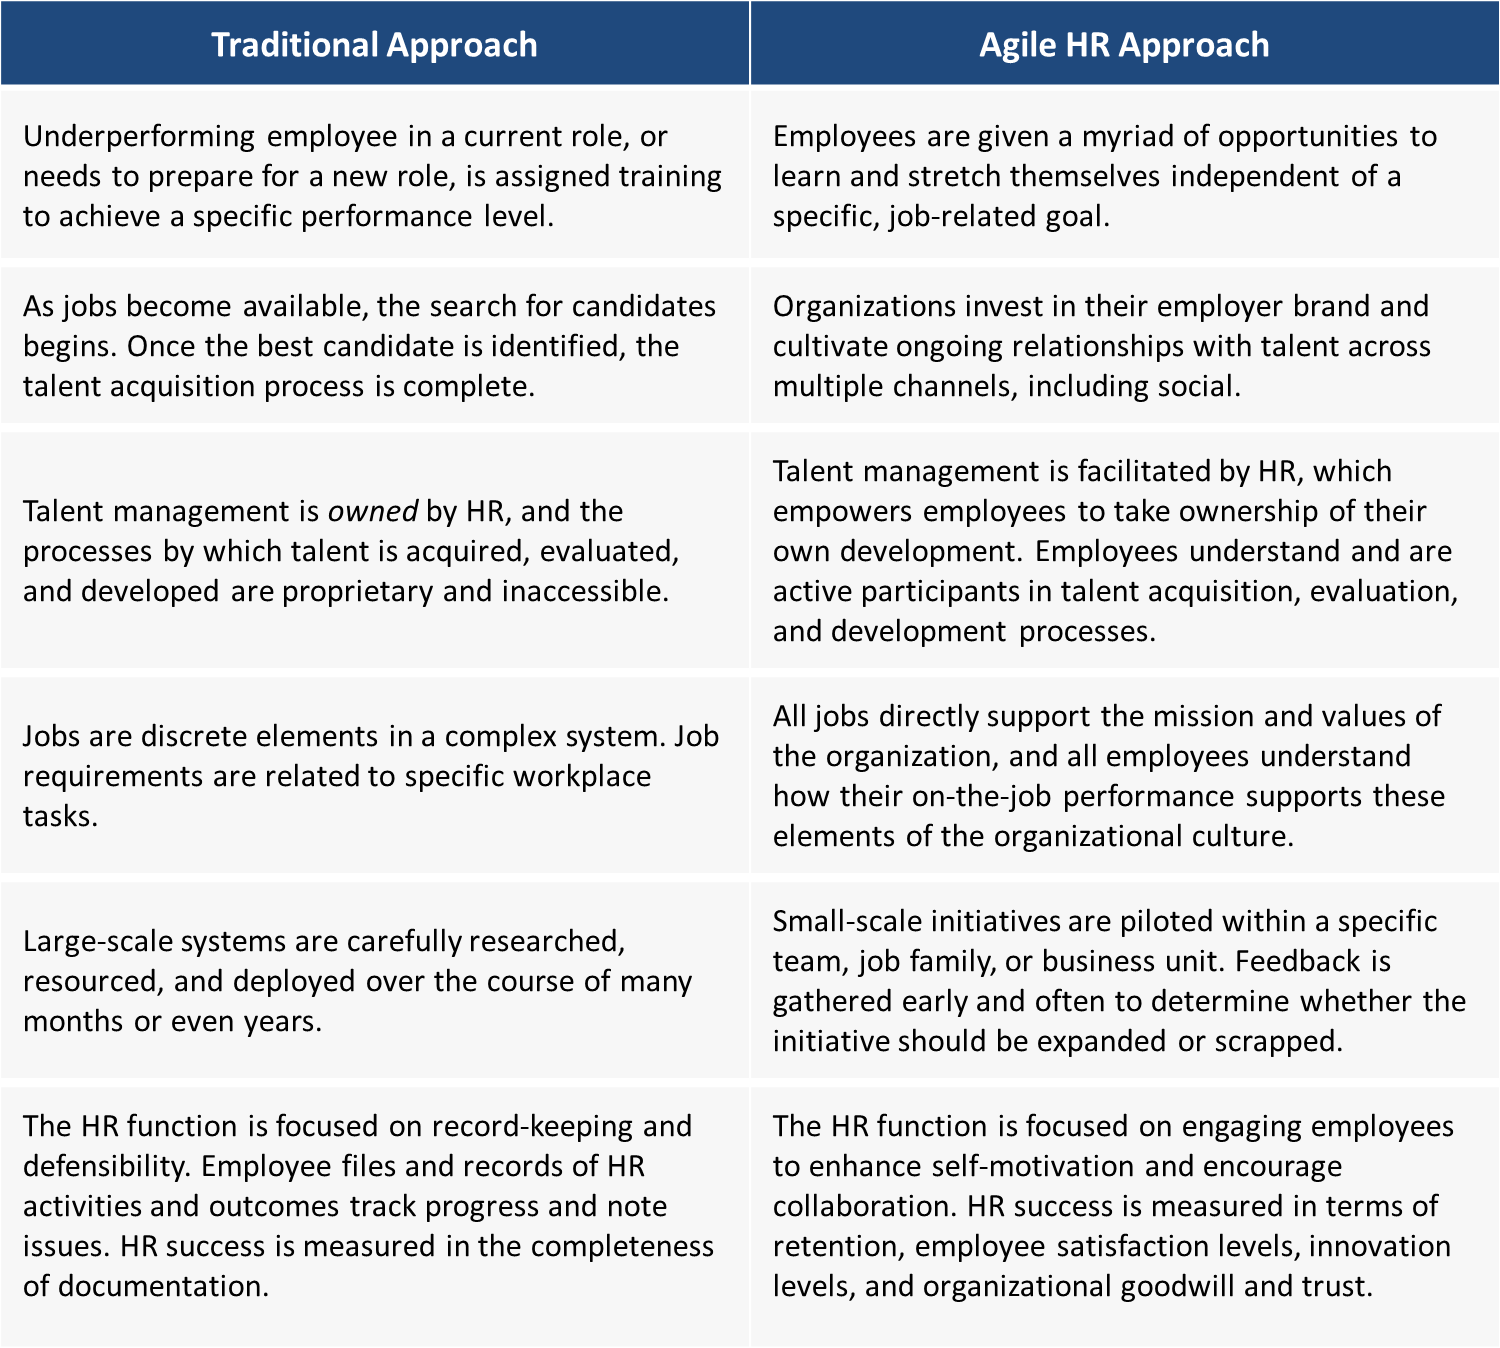 Traditional Approach
Agile HR Approach
Underperforming employee in a current role, or
needs to prepare for a new role, is assigned training
to achieve a specific performance level.
Employees are given a myriad of opportunities to
learn and stretch themselves independent of a
specific, job-related goal.
As jobs become available, the search for candidates
begins. Once the best candidate is identified, the
talent acquisition process is complete.
Organizations invest in their employer brand and
cultivate ongoing relationships with talent across
multiple channels, including social.
Talent management is owned by HR, and the
processes by which talent is acquired, evaluated,
and developed are proprietary and inaccessible.
Talent management is facilitated by HR, which
empowers employees to take ownership of their
own development. Employees understand and are
active participants in talent acquisition, evaluation,
and development processes.
Jobs are discrete elements in a complex system. Job
requirements are related to specific workplace
tasks.
All jobs directly support the mission and values of
the organization, and all employees understand
how their on-the-job performance supports these
elements of the organizational culture.
Large-scale systems are carefully researched,
resourced, and deployed over the course of many
months or even years.
Small-scale initiatives are piloted within a specific
team, job family, or business unit. Feedback is
gathered early and often to determine whether the
initiative should be expanded or scrapped.
The HR function is focused on record-keeping and
defensibility. Employee files and records of HR
activities and outcomes track progress and note
issues. HR success is measured in the completeness
of documentation.
The HR function is focused on engaging employees
to enhance self-motivation and encourage
collaboration. HR success is measured in terms of
retention, employee satisfaction levels, innovation
levels, and organizational goodwill and trust.